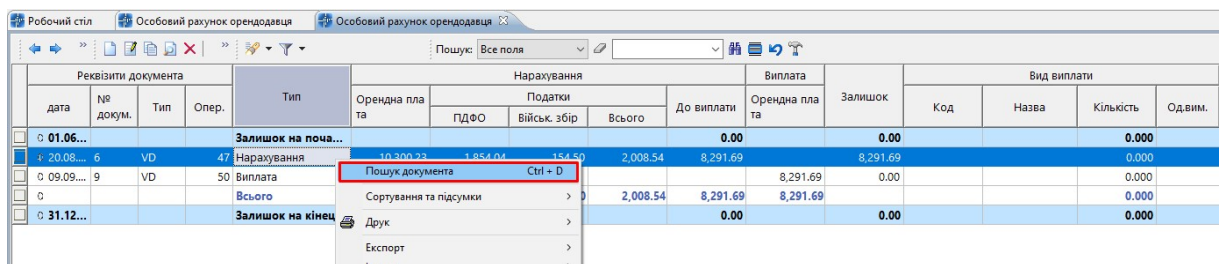 Робочий стіл Особовий рахунок орендодавця Особовий рахунок орендодавця
» » Пошук: Все поля
Реквізити документа Тип Нарахування Виплата Залишок Вид виплати
дата № докум. Тип Опер. Орендна пла та Податки До виплати Орендна пла та Код Назва Кількість Од.вим.
ПДФО Військ. збір Всього
01.06... Залишок на поча... 0.00 0.00 0.000
20.08.... 6 VD 47 Нарахування 10,300.23 1,854.04 154.50 2,008.54 8,291.69 8,291.69 0.000
09.09.... 9 VD 50 Виплата 8,291.69 0.00 0.000
Всього 2,008.54 8,291.69 8,291.69 0.000
31.12... Залишок на кінец 0.00 0.00 0.000
Пошук документа Ctrl + D
Сортування та підсумки >
Друк >
Експорт >